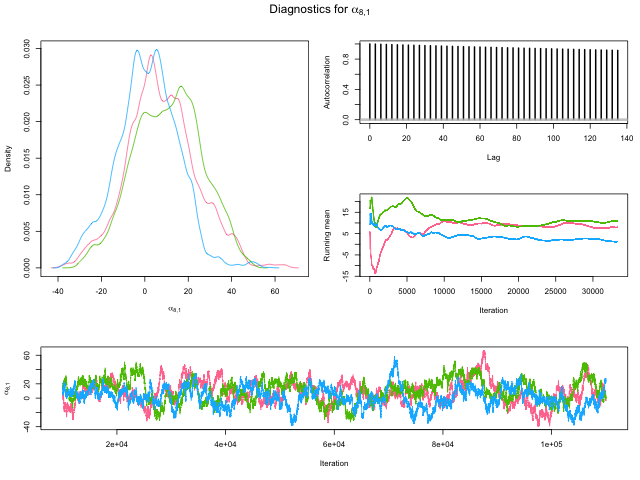 Diagnostics for α8,1
Density
0.000 0.005 0.010 0.015 0.020 0.025 0.030
-40 -20 0 20 40 60
α8,1
Autocorrelation
0.0 0.4 0.8
0 20 40 60 80 100 120 140
Lag
Running mean
-15 -5 5 15
0 5000 10000 15000 20000 25000 30000
Iteration
α8,1
-40 0 20 40 60
2e+04 4e+04 6e+04 8e+04 1e+05
Iteration